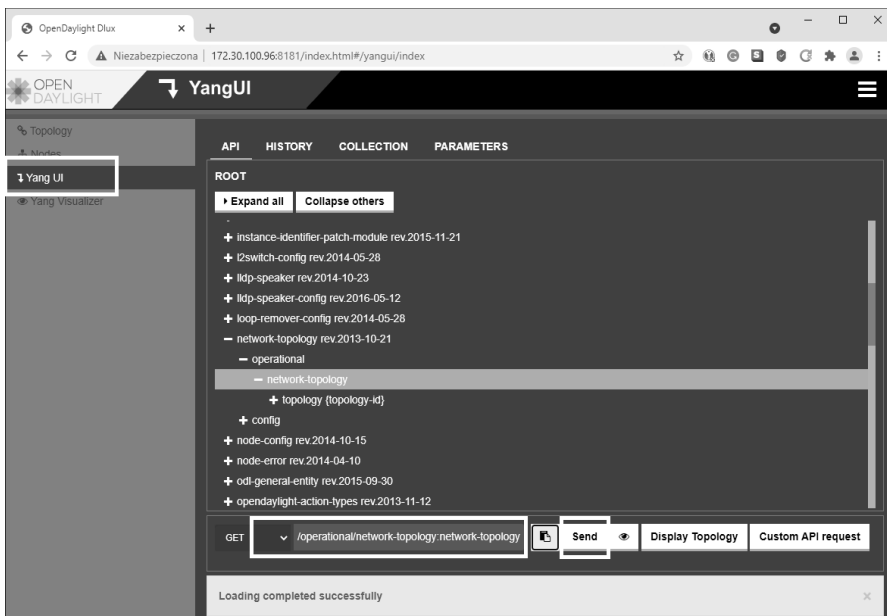 OpenDaylight Dlux
Niezabezpieczona | 172.30.100.96:8181/index.html#/yangui/index
OPEN
DAYLIGHT
YangUI
Topology
Nodes
Yang UI
Yang Visualizer
API HISTORY COLLECTION PARAMETERS
ROOT
Expand all Collapse others
instance-identifier-patch-module rev.2015-11-21
l2switch-config rev.2014-05-28
lldp-speaker rev.2014-10-23
lldp-speaker-config rev.2016-05-12
loop-remover-config rev.2014-05-28
network-topology rev.2013-10-21
operational
network-topology
topology {topology-id}
config
node-config rev.2014-10-15
node-error rev.2014-04-10
odl-general-entity rev.2015-09-30
opendaylight-action-types rev.2013-11-12
GET /operational/network-topology:network-topology Send Display Topology Custom API request
Loading completed successfully